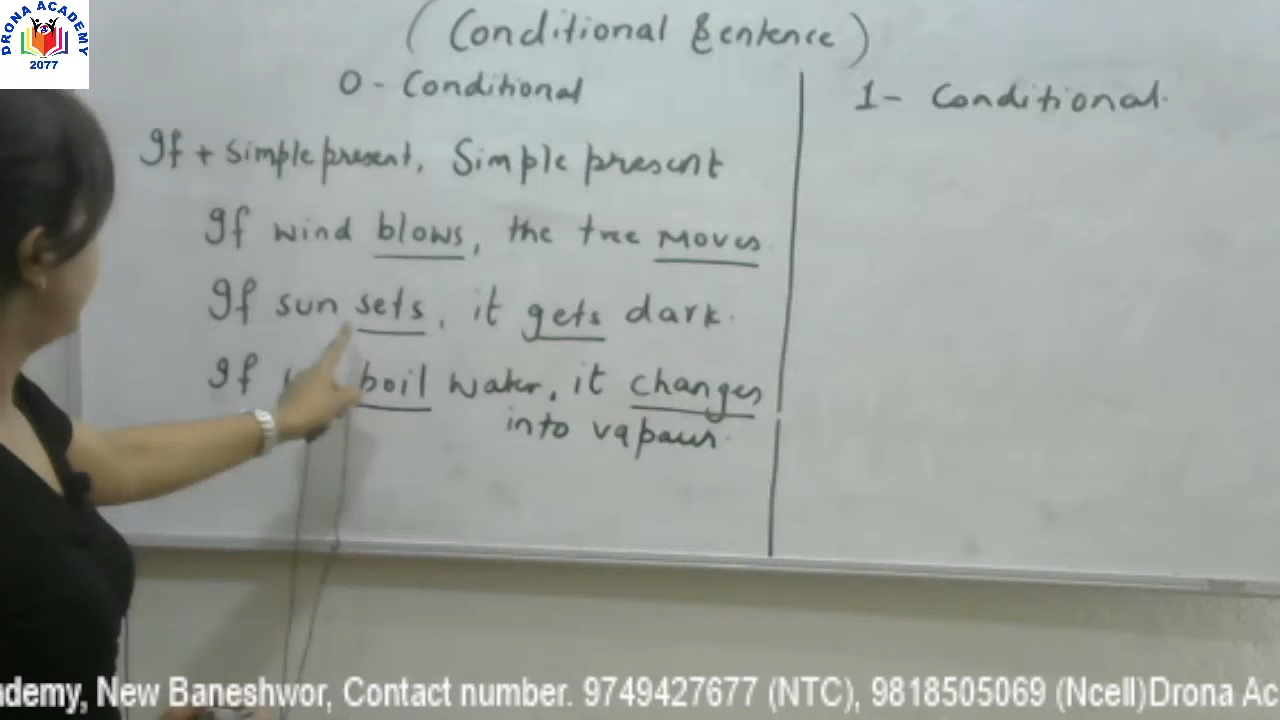 DRONA ACADEMY
2077
(Conditional Sentence)
0 - Conditional
If + Simple present, Simple present
If wind blows, the tree moves.
If sun sets, it gets dark.
If boil water, it changes
into vapour.
1 - Conditional.
ademy, New Baneshwor, Contact number. 9749427677 (NTC), 9818505069 (Ncell)Drona Ac